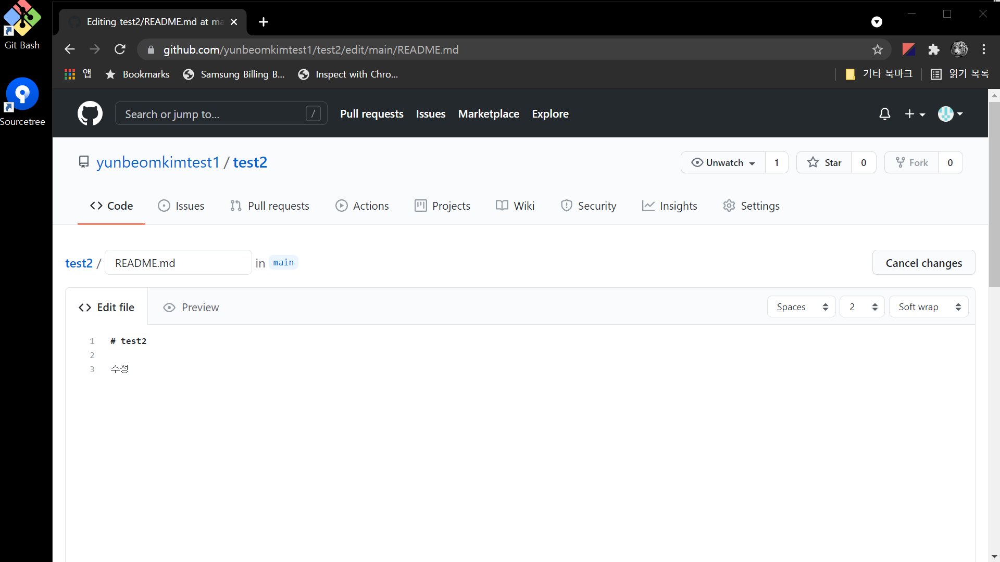 Git Bash
Sourcetree
Editing test2/README.md at ma
github.com/yunbeomkimtest1/test2/edit/main/README.md
앱 Bookmarks Samsung Billing B... Inspect with Chro... 기타 북마크 읽기 목록
Search or jump to... / Pull requests Issues Marketplace Explore
yunbeomkimtest1 / test2 Unwatch 1 Star 0 Fork 0
Code Issues Pull requests Actions Projects Wiki Security Insights Settings
test2 / README.md in main Cancel changes
Edit file Preview Spaces 2 Soft wrap
1 # test2
2
3 수정